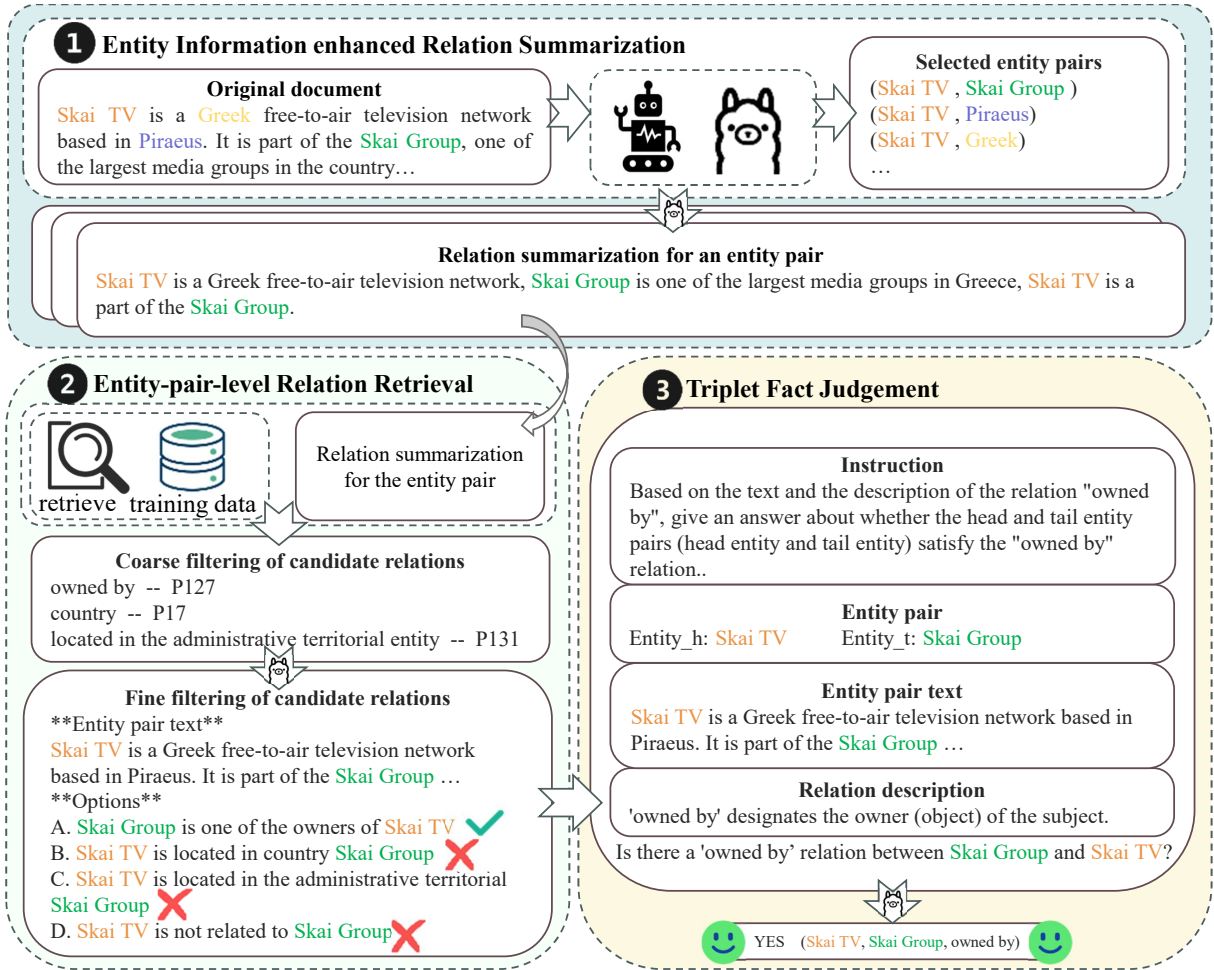 1 Entity Information enhanced Relation Summarization
Original document
Skai TV is a Greek free-to-air television network
based in Piraeus. It is part of the Skai Group, one of
the largest media groups in the country…
Selected entity pairs
(Skai TV , Skai Group )
(Skai TV , Piraeus)
(Skai TV , Greek)
…
Relation summarization for an entity pair
Skai TV is a Greek free-to-air television network, Skai Group is one of the largest media groups in Greece, Skai TV is a
part of the Skai Group.
2 Entity-pair-level Relation Retrieval
retrieve training data
Relation summarization
for the entity pair
Coarse filtering of candidate relations
owned by -- P127
country -- P17
located in the administrative territorial entity -- P131
Fine filtering of candidate relations
**Entity pair text**
Skai TV is a Greek free-to-air television network
based in Piraeus. It is part of the Skai Group …
**Options**
A. Skai Group is one of the owners of Skai TV
B. Skai TV is located in country Skai Group
C. Skai TV is located in the administrative territorial
Skai Group
D. Skai TV is not related to Skai Group
3 Triplet Fact Judgement
Instruction
Based on the text and the description of the relation "owned
by", give an answer about whether the head and tail entity
pairs (head entity and tail entity) satisfy the "owned by"
relation..
Entity pair
Entity_h: Skai TV Entity_t: Skai Group
Entity pair text
Skai TV is a Greek free-to-air television network based in
Piraeus. It is part of the Skai Group …
Relation description
'owned by' designates the owner (object) of the subject.
Is there a 'owned by’ relation between Skai Group and Skai TV?
YES (Skai TV, Skai Group, owned by)